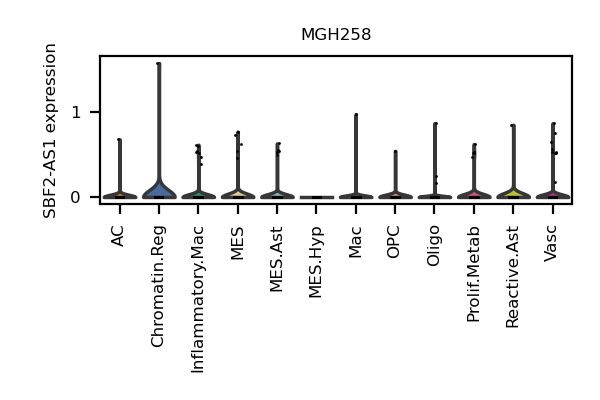 MGH258
SBF2-AS1 expression
1
0
AC
Chromatin.Reg
Inflammatory.Mac
MES
MES.Ast
MES.Hyp
Mac
OPC
Oligo
Prolif.Metab
Reactive.Ast
Vasc